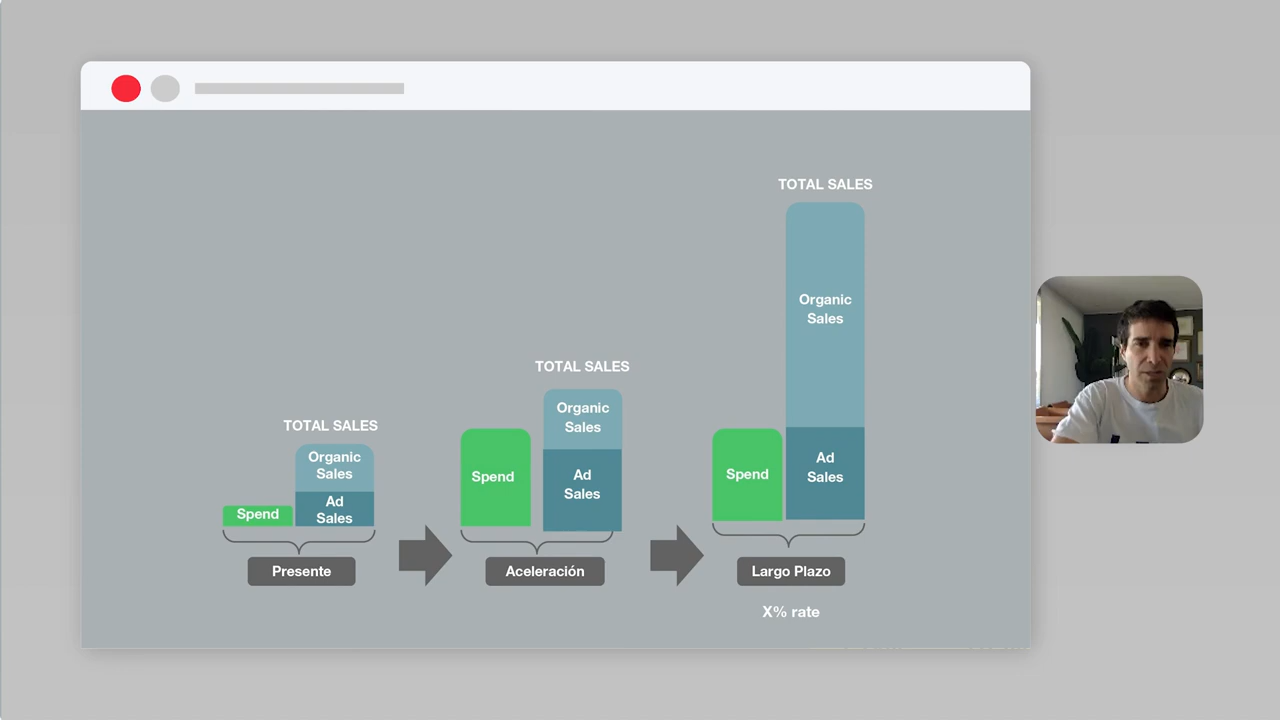 TOTAL SALES
Organic
Sales
Ad
Sales
Spend
Presente
TOTAL SALES
Organic
Sales
Ad
Sales
Spend
Aceleración
TOTAL SALES
Organic
Sales
Ad
Sales
Spend
Largo Plazo
X% rate